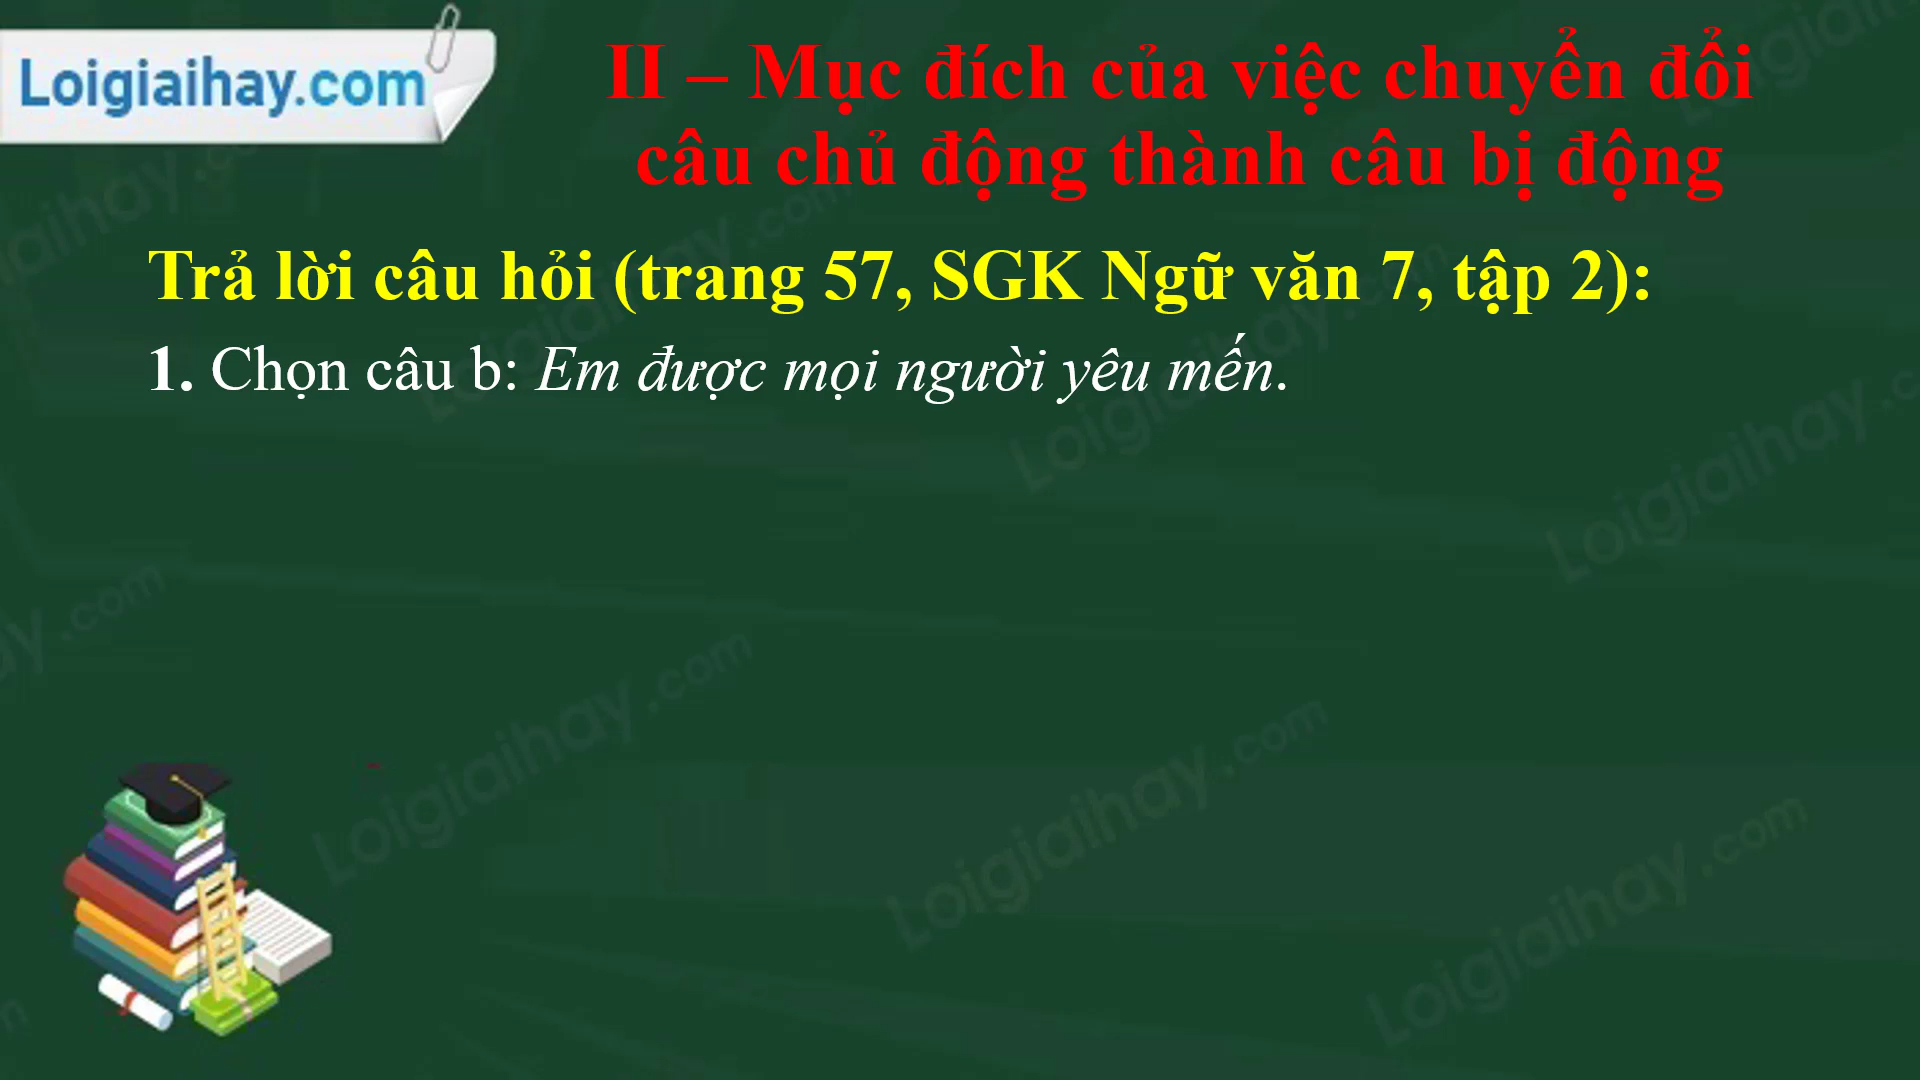 Loigiaihay.com
II – Mục đích của việc chuyển đổi
câu chủ động thành câu bị động
Trả lời câu hỏi (trang 57, SGK Ngữ văn 7, tập 2):
1. Chọn câu b: Em được mọi người yêu mến.